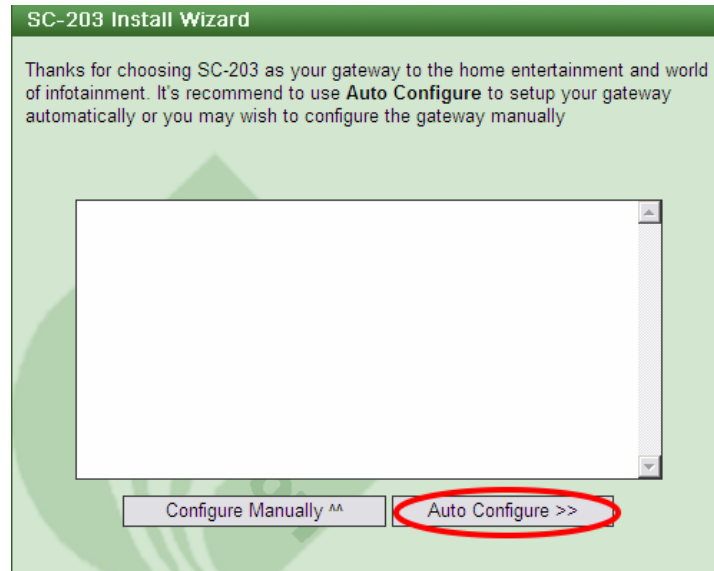 SC-203 Install Wizard
Thanks for choosing SC-203 as your gateway to the home entertainment and world
of infotainment. It's recommend to use Auto Configure to setup your gateway
automatically or you may wish to configure the gateway manually
Configure Manually ^^
Auto Configure >>